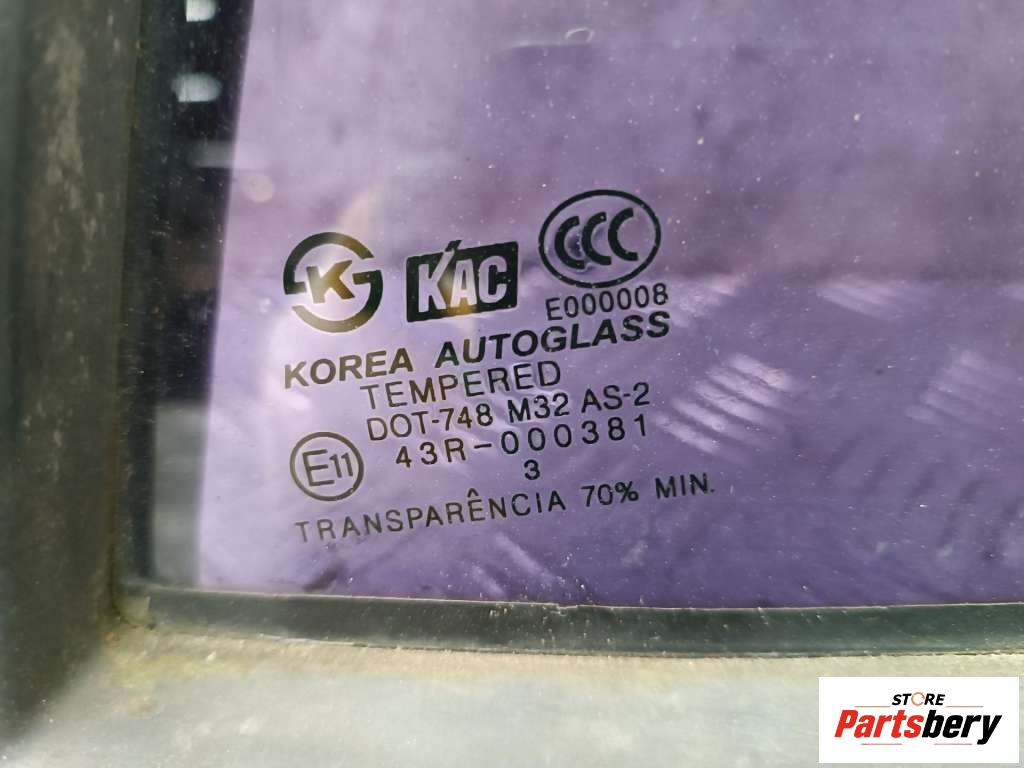 K
KAC
CCC
E000008
KOREA AUTOGLASS
TEMPERED
DOT-748 M32 AS-2
E11
43R-000381
3
TRANSPARÊNCIA 70% MIN.
STORE
Partsbery